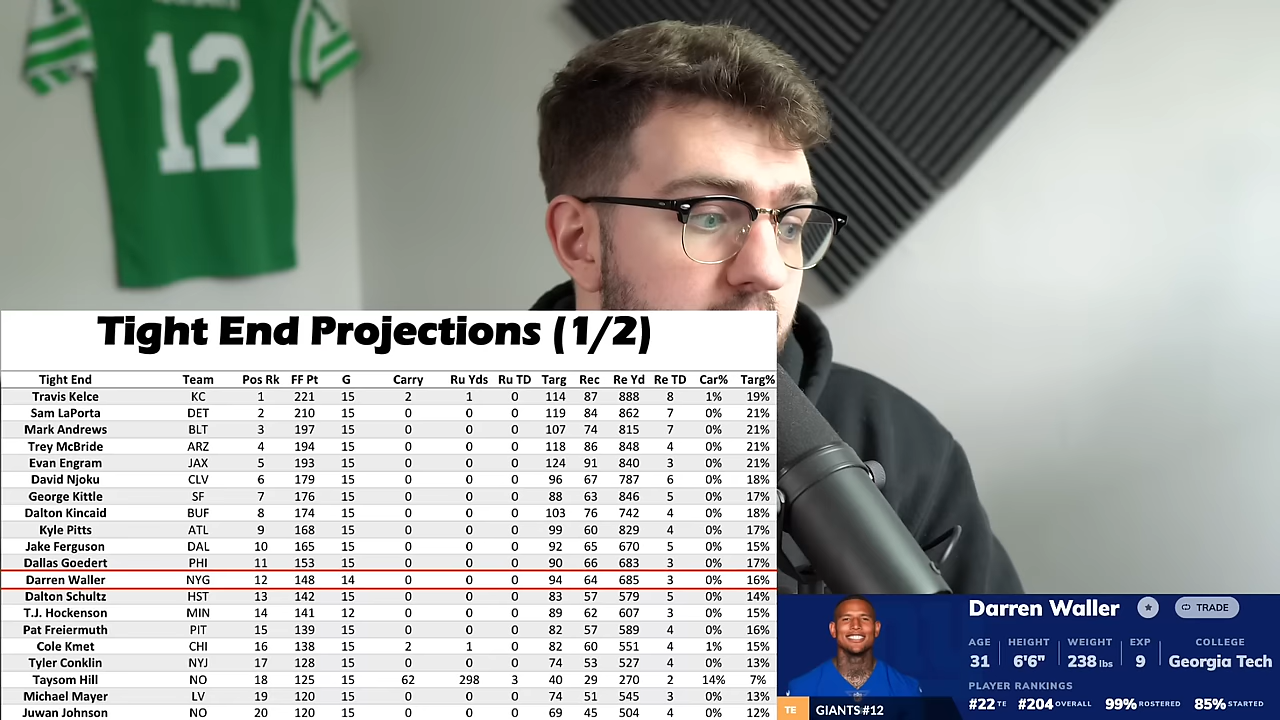 12
Tight End Projections (1/2)
Tight End Team Pos Rk FF Pt G Carry Ru Yds Ru TD Targ Rec Re Yd Re TD Car% Targ%
Travis Kelce KC 1 221 15 2 1 0 114 87 888 8 1% 19%
Sam LaPorta DET 2 210 15 0 0 0 119 84 862 7 0% 21%
Mark Andrews BLT 3 197 15 0 0 0 107 74 815 7 0% 21%
Trey McBride ARZ 4 194 15 0 0 0 118 86 848 4 0% 21%
Evan Engram JAX 5 193 15 0 0 0 124 91 840 3 0% 21%
David Njoku CLV 6 179 15 0 0 0 96 67 787 6 0% 18%
George Kittle SF 7 176 15 0 0 0 88 63 846 5 0% 17%
Dalton Kincaid BUF 8 174 15 0 0 0 103 76 742 4 0% 18%
Kyle Pitts ATL 9 168 15 0 0 0 99 60 829 4 0% 17%
Jake Ferguson DAL 10 165 15 0 0 0 92 65 670 5 0% 15%
Dallas Goedert PHI 11 153 15 0 0 0 90 66 683 3 0% 17%
Darren Waller NYG 12 148 14 0 0 0 94 64 685 3 0% 16%
Dalton Schultz HST 13 142 15 0 0 0 83 57 579 5 0% 14%
T.J. Hockenson MIN 14 141 12 0 0 0 89 62 607 3 0% 15%
Pat Freiermuth PIT 15 139 15 0 0 0 82 57 589 4 0% 16%
Cole Kmet CHI 16 138 15 2 1 0 82 60 551 4 1% 15%
Tyler Conklin NYJ 17 128 15 0 0 0 74 53 527 4 0% 13%
Taysom Hill NO 18 125 15 62 298 3 40 29 270 2 14% 7%
Michael Mayer LV 19 120 15 0 0 0 74 51 545 3 0% 13%
Juwan Johnson NO 20 120 15 0 0 0 69 45 504 4 0% 12%
Darren Waller TRADE
AGE HEIGHT WEIGHT EXP COLLEGE
31 6'6" 238 lbs 9 Georgia Tech
PLAYER RANKINGS
#22 TE #204 OVERALL 99% ROSTERED 85% STARTED
TE GIANTS #12